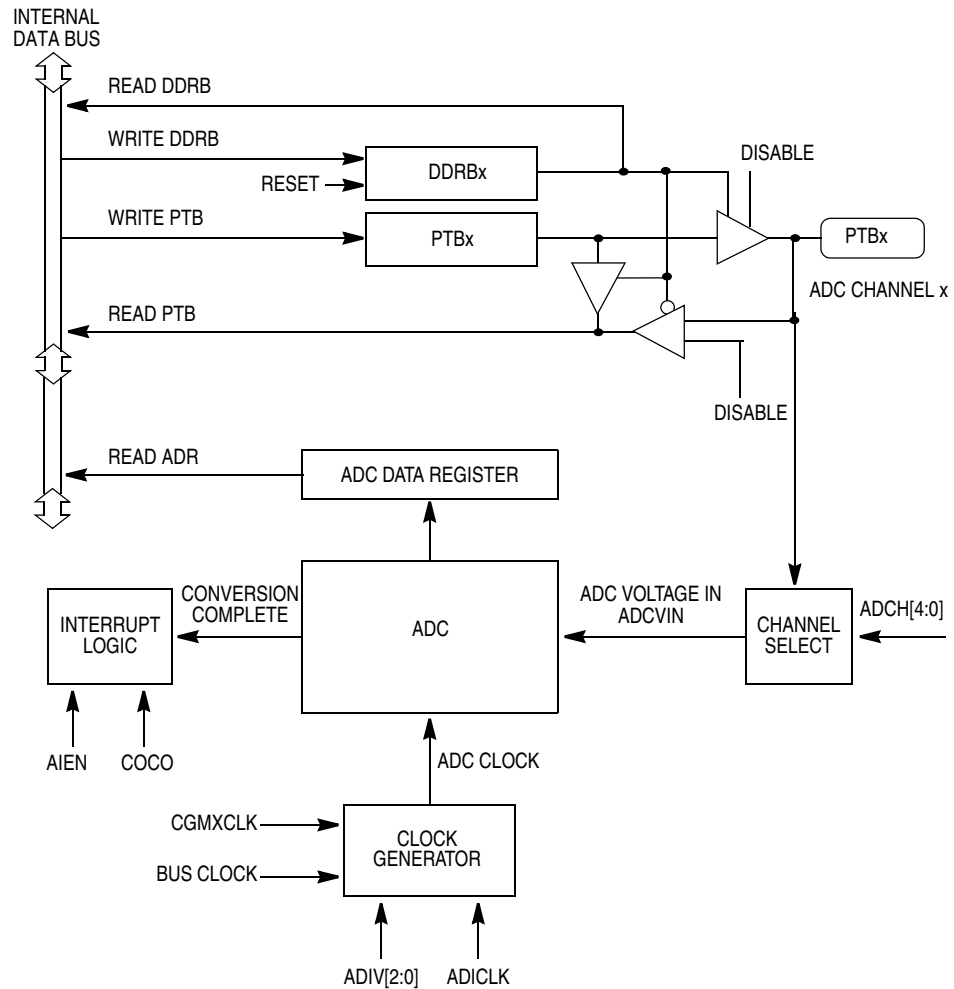 INTERNAL
DATA BUS
READ DDRB
WRITE DDRB
RESET
DDRBx
DISABLE
WRITE PTB
PTBx
PTBx
ADC CHANNEL x
READ PTB
DISABLE
READ ADR
ADC DATA REGISTER
INTERRUPT
LOGIC
CONVERSION
COMPLETE
ADC
ADC VOLTAGE IN
ADCVIN
CHANNEL
SELECT
ADCH[4:0]
AIEN
COCO
ADC CLOCK
CGMXCLK
BUS CLOCK
CLOCK
GENERATOR
ADIV[2:0]
ADICLK